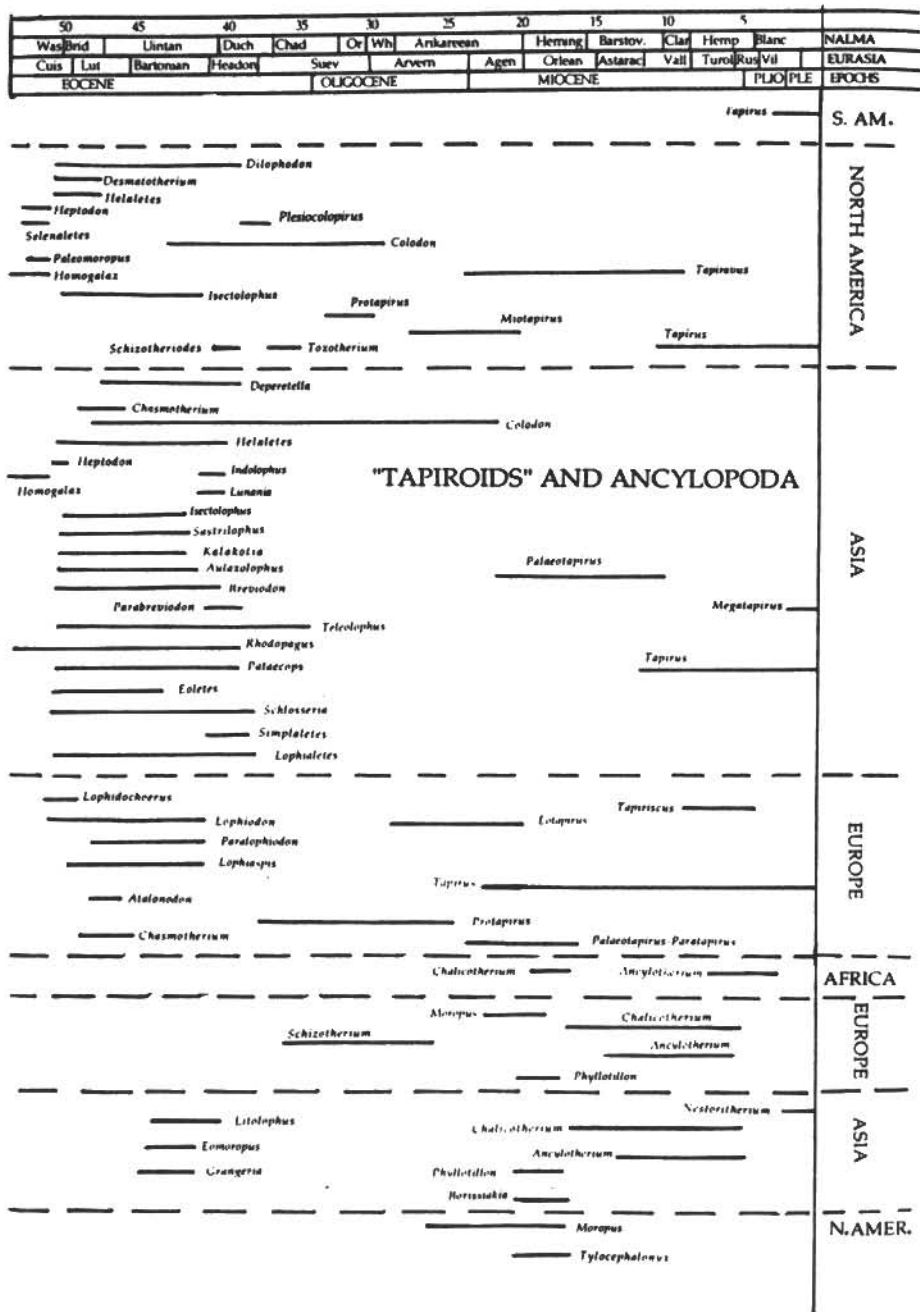 50 45 40 35 30 25 20 15 10 5
Was Brid Uintan Duch Chad Or Wh Arikareean Heming Barstov. Clar Hemp Blanc NALMA
Cuis Lut Bartonian Headon Suev Arvern Agen Orlean Astarac Vall Turol Rus Vil EURASIA
EOCENE OLIGOCENE MIOCENE PLIO PLE EPOCHS
Tapirus S. AM.
NORTH AMERICA
Dilophodon
Desmatotherium
Helaletes
Heptodon
Plesiocolopirus
Selenaletes
Colodon
Paleomoropus
Homogalax Tapiravus
Isectolophus
Protapirus
Miotapirus
Tapirus
Schizotheriodes Toxotherium
ASIA
Deperetella
Chasmotherium
Colodon
Helaletes
Heptodon Indolophus
"TAPIROIDS" AND ANCYLOPODA
Homogalax Lunania
Isectolophus
Sastrilophus
Kalakotia
Palaeotapirus
Aulaxolophus
Breviodon
Parabreviodon Megatapirus
Teleolophus
Rhodopagus
Tapirus
Pataecops
Eoletes
Schlosseria
Simplaletes
Lophialetes
EUROPE
Lophidochoerus
Tapiriscus
Lophiodon Eotapirus
Paralophiodon
Lophiaspis
Tapirus
Atalonodon
Protapirus
Chasmotherium Palaeotapirus-Paratapirus
Chalicotherium Ancylotherium AFRICA
EUROPE
Moropus Chalicotherium
Schizotherium
Anculotherium
Phyllotillon
ASIA
Nestoritherium
Litolophus Chalicotherium
Eomoropus Anculotherium
Grangeria Phyllotillon
Borissiakia
Moropus N.AMER.
Tylocephalonus